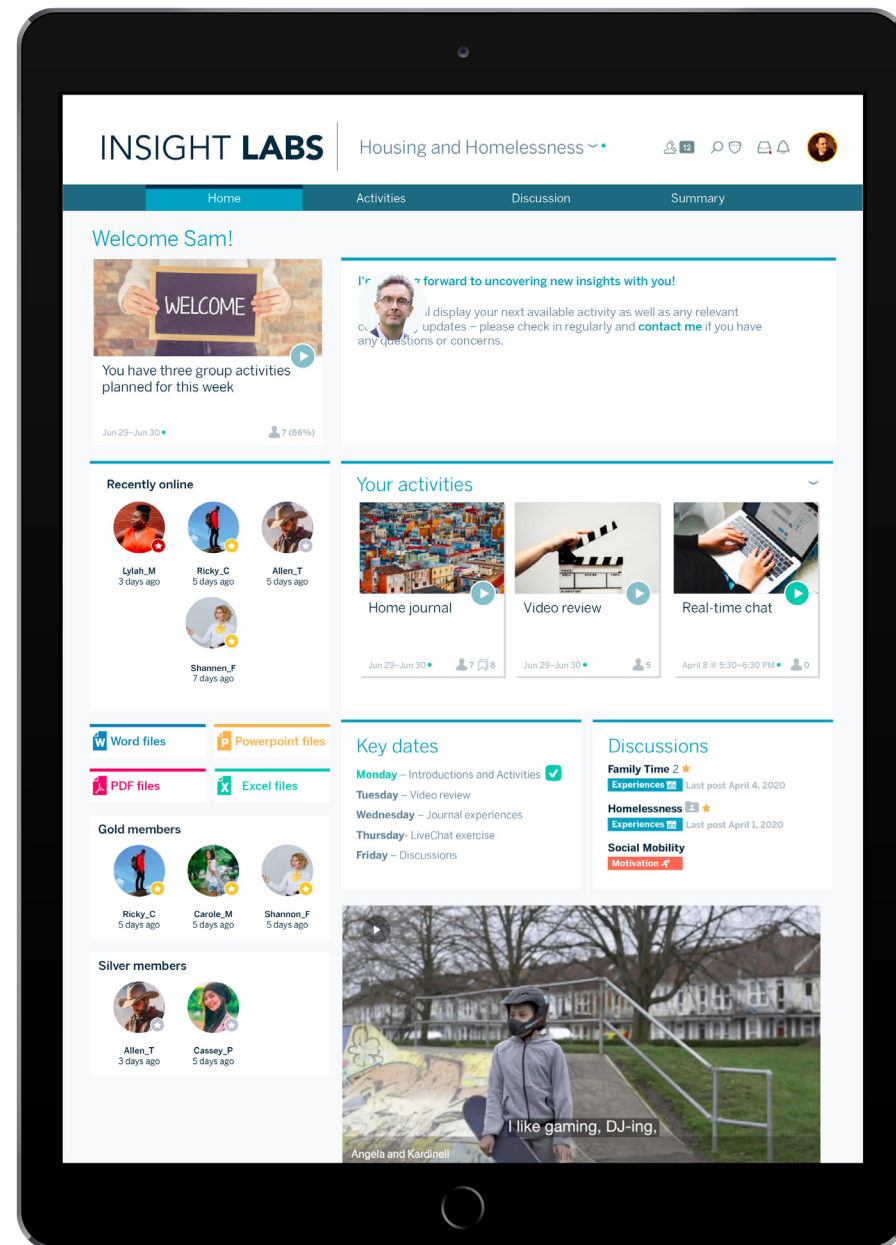 INSIGHT LABS
Housing and Homelessness
12
Home
Activities
Discussion
Summary
Welcome Sam!
WELCOME
You have three group activities
planned for this week
Jun 29–Jun 30
7 (66%)
forward to uncovering new insights with you!
display your next available activity as well as any relevant
updates – please check in regularly and contact me if you have
any questions or concerns.
Recently online
Lylah_M
3 days ago
Ricky_C
5 days ago
Allen_T
5 days ago
Shannen_F
7 days ago
Your activities
Home journal
Jun 29–Jun 30
7
8
Video review
Jun 29–Jun 30
5
Real-time chat
April 8 @ 5:30–6:30 PM
0
W Word files
P Powerpoint files
PDF files
X Excel files
Key dates
Monday – Introductions and Activities
Tuesday – Video review
Wednesday – Journal experiences
Thursday- LiveChat exercise
Friday – Discussions
Discussions
Family Time 2
Experiences
Last post April 4, 2020
Homelessness
Experiences
Last post April 1, 2020
Social Mobility
Motivation
Gold members
Ricky_C
5 days ago
Carole_M
5 days ago
Shannon_F
5 days ago
Silver members
Allen_T
3 days ago
Cassey_P
5 days ago
I like gaming, DJ-ing,
Angela and Kardinell